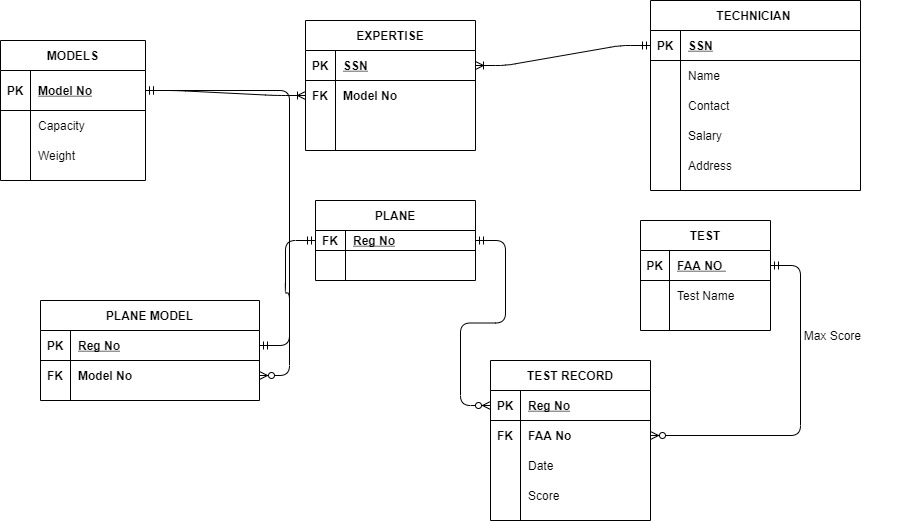 MODELS
PK Model No
Capacity
Weight
EXPERTISE
PK SSN
FK Model No
TECHNICIAN
PK SSN
Name
Contact
Salary
Address
PLANE
FK Reg No
TEST
PK FAA NO
Test Name
PLANE MODEL
PK Reg No
FK Model No
Max Score
TEST RECORD
PK Reg No
FK FAA No
Date
Score